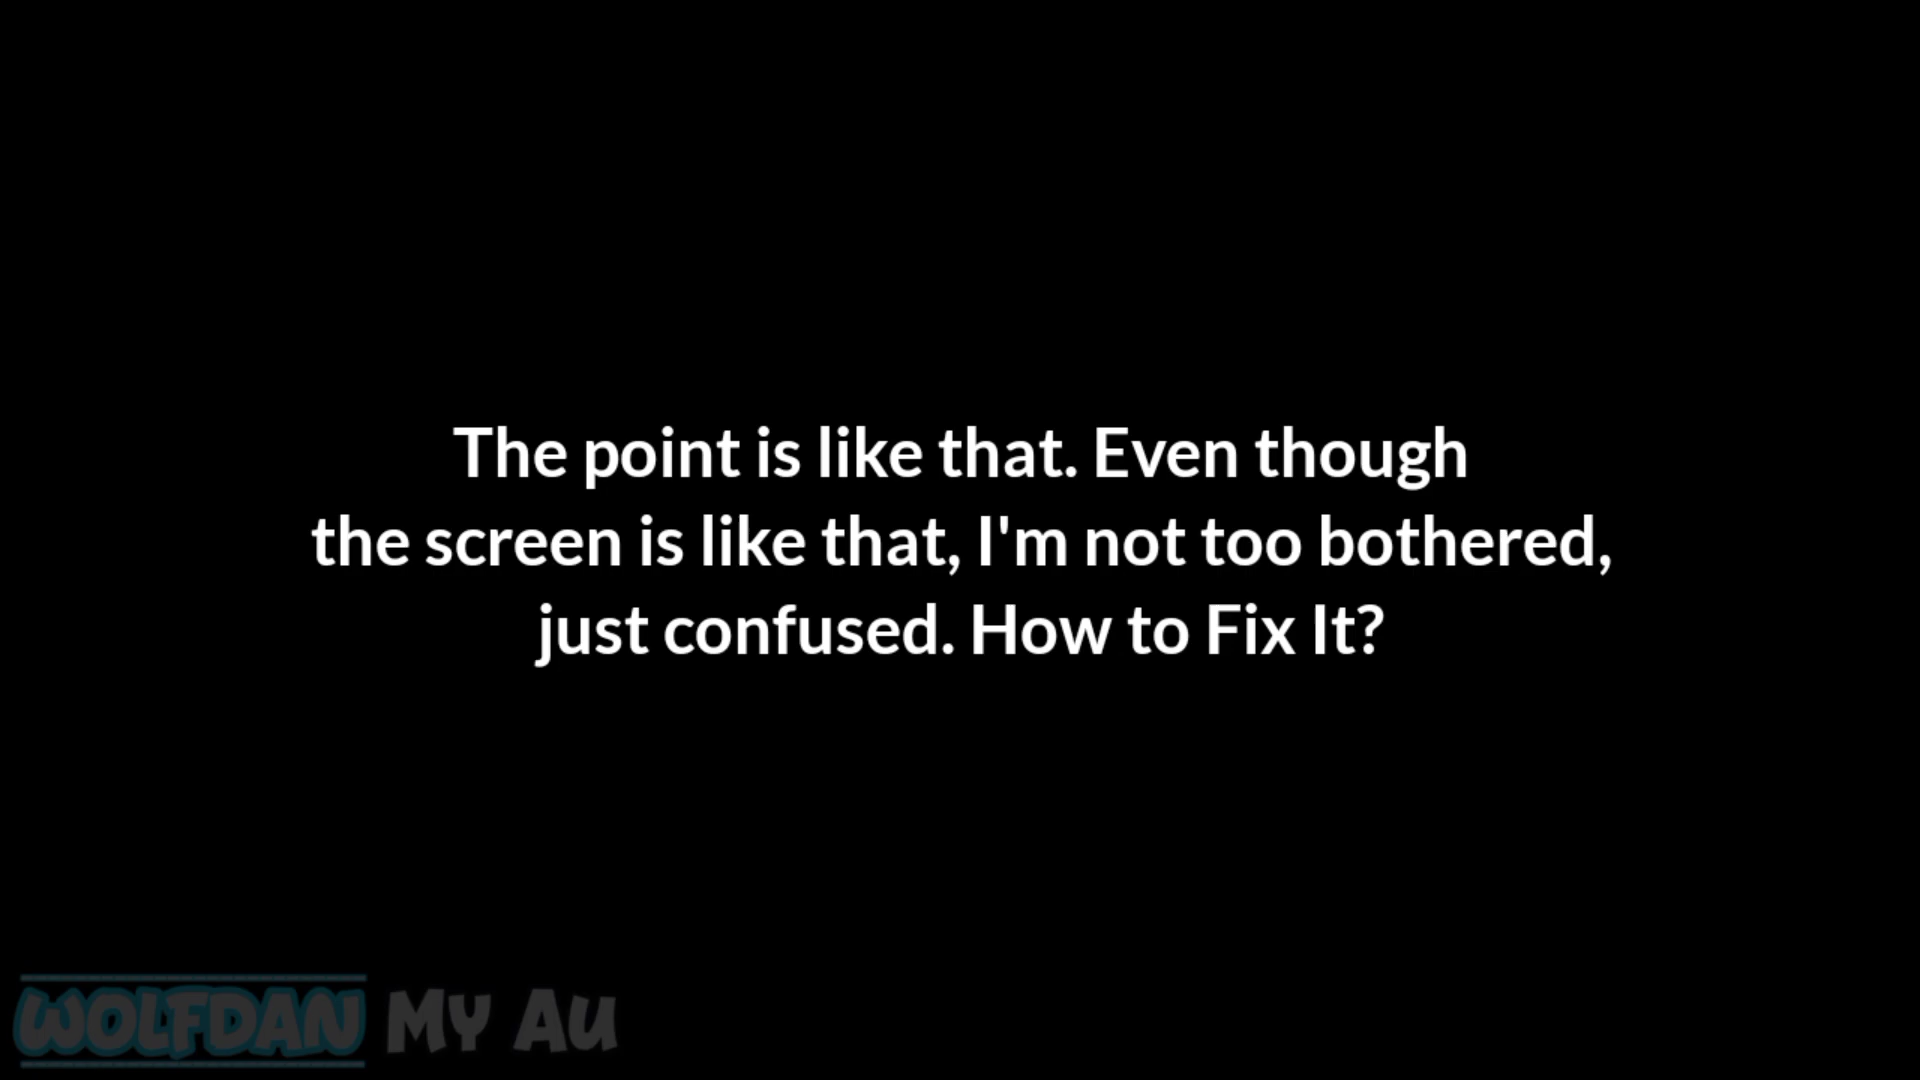 The point is like that. Even though
the screen is like that, I'm not too bothered,
just confused. How to Fix It?
WOLFDAN My Au